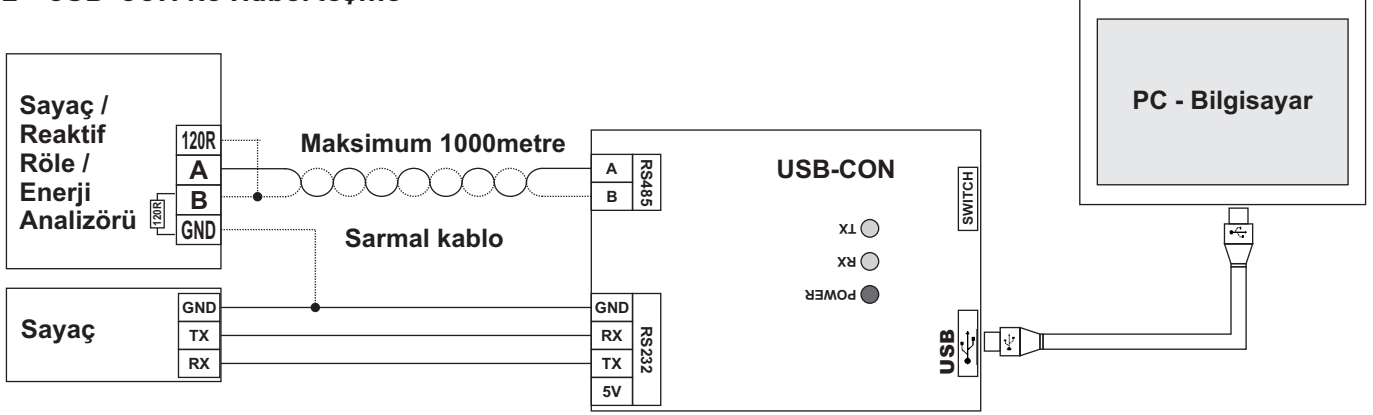 Sayaç /
Reaktif
Röle /
Enerji
Analizörü
120R
A
B
GND
120R
Maksimum 1000metre
Sarmal kablo
A
B
RS485
USB-CON
SWITCH
TX
RX
POWER
PC - Bilgisayar
Sayaç
GND
TX
RX
GND
RX
TX
5V
RS232
USB